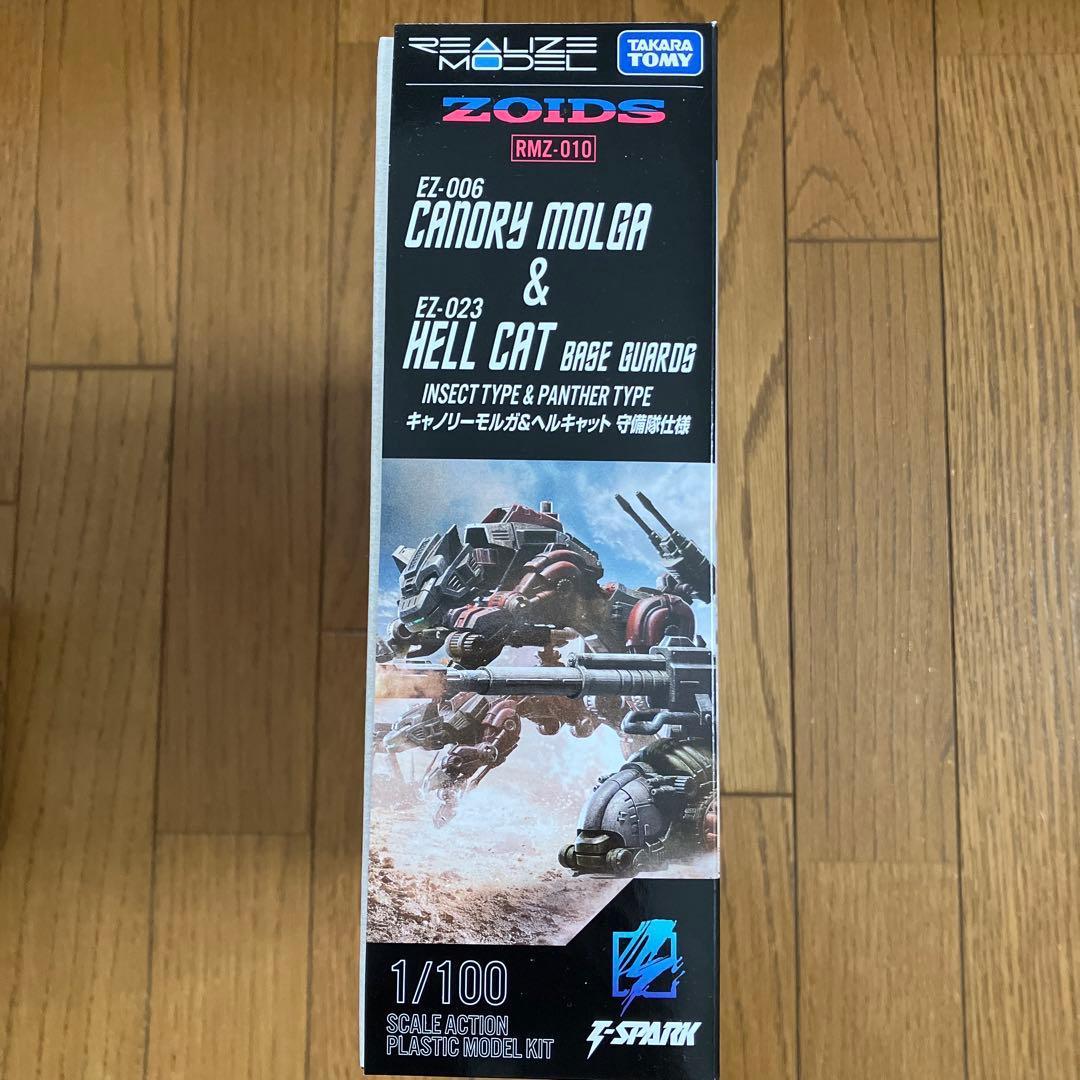 REALIZE
MODEL
TAKARA
TOMY
ZOIDS
RMZ-010
EZ-006
CANORY MOLGA
&
EZ-023
HELL CAT BASE GUARDS
INSECT TYPE & PANTHER TYPE
キャノリーモルガ&ヘルキャット 守備隊仕様
1/100
SCALE ACTION
PLASTIC MODEL KIT
T-SPARK